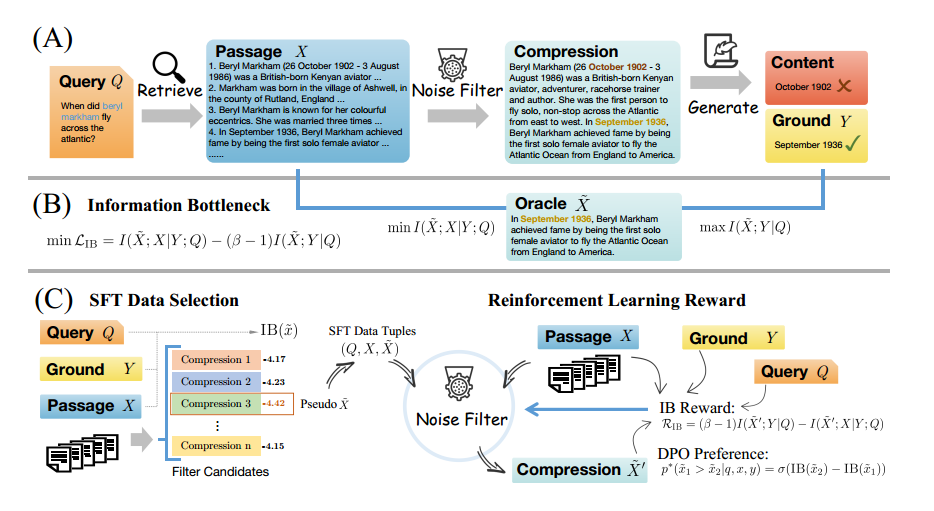 (A)
Query Q
When did beryl
markham fly
across the
atlantic?
Retrieve
Passage X
1. Beryl Markham (26 October 1902 - 3 August
1986) was a British-born Kenyan aviator ...
2. Markham was born in the village of Ashwell, in
the county of Rutland, England ...
3. Beryl Markham is known for her colourful
eccentrics. She was married three times ...
4. In September 1936, Beryl Markham achieved
fame by being the first solo female aviator ...
......
Noise Filter
Compression
Beryl Markham (26 October 1902 - 3
August 1986) was a British-born Kenyan
aviator, adventurer, racehorse trainer
and author. She was the first person to
fly solo, non-stop across the Atlantic
from east to west. In September 1936,
Beryl Markham achieved fame by being
the first solo female aviator to fly the
Atlantic Ocean from England to America.
Generate
Content
October 1902 ✗
Ground Y
September 1936 ✓
(B) Information Bottleneck
min L_IB = I(X̃; X|Y; Q) − (β − 1)I(X̃; Y|Q)
min I(X̃; X|Y; Q)
Oracle X̃
In September 1936, Beryl Markham
achieved fame by being the first solo
female aviator to fly the Atlantic Ocean
from England to America.
max I(X̃; Y|Q)
(C) SFT Data Selection
Query Q
Ground Y
Passage X
IB(x̃)
Compression 1 -4.17
Compression 2 -4.23
Compression 3 -4.42
⋮
Compression n -4.15
Filter Candidates
Pseudo X̃
SFT Data Tuples
(Q, X, X̃)
Noise Filter
Reinforcement Learning Reward
Passage X
Ground Y
Query Q
IB Reward:
R_IB = (β − 1)I(X̃′; Y|Q) − I(X̃′; X|Y; Q)
Compression X̃′
DPO Preference:
p*(x̃₁ > x̃₂|q, x, y) = σ(IB(x̃₂) − IB(x̃₁))